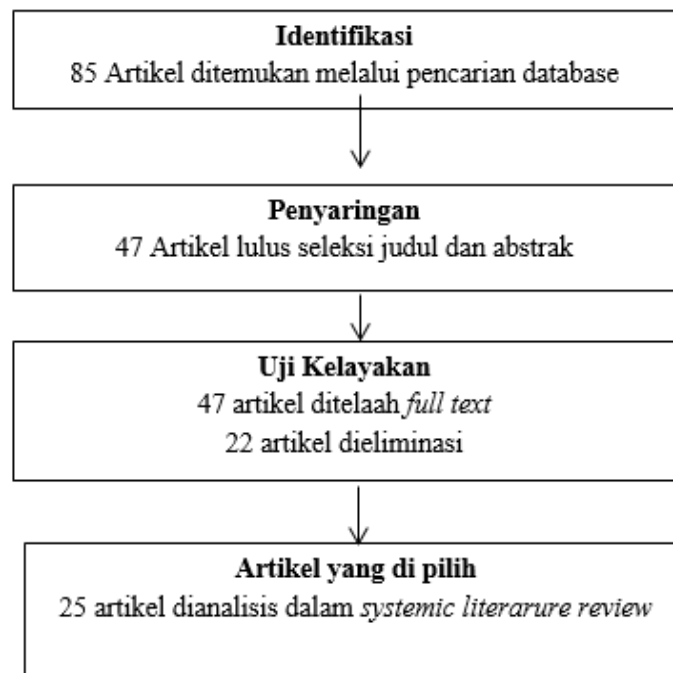 Identifikasi
85 Artikel ditemukan melalui pencarian database
Penyaringan
47 Artikel lulus seleksi judul dan abstrak
Uji Kelayakan
47 artikel ditelaah full text
22 artikel dieliminasi
Artikel yang di pilih
25 artikel dianalisis dalam systemic literarure review